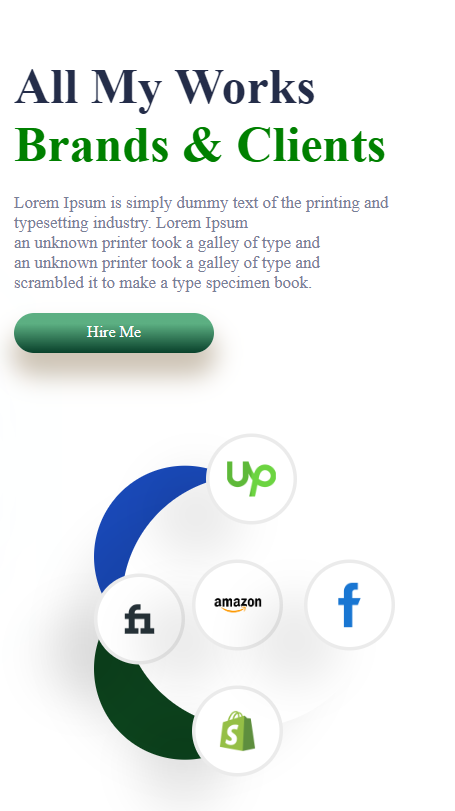 All My Works
Brands & Clients
Lorem Ipsum is simply dummy text of the printing and
typesetting industry. Lorem Ipsum
an unknown printer took a galley of type and
an unknown printer took a galley of type and
scrambled it to make a type specimen book.
Hire Me
Up
fi
amazon
f
S